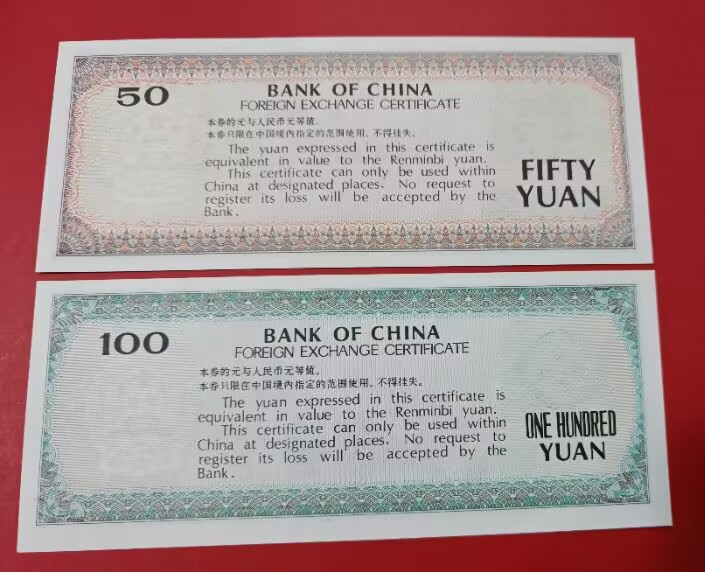 50
BANK OF CHINA
FOREIGN EXCHANGE CERTIFICATE
本券的元与人民币元等值。
本券只限在中国境内指定的范围使用，不得挂失。
The yuan expressed in this certificate is
equivalent in value to the Renminbi yuan.
This certificate can only be used within
China at designated places. No request to
register its loss will be accepted by the
Bank.
FIFTY
YUAN
100
BANK OF CHINA
FOREIGN EXCHANGE CERTIFICATE
本券的元与人民币元等值。
本券只限在中国境内指定的范围使用，不得挂失。
The yuan expressed in this certificate is
equivalent in value to the Renminbi yuan.
This certificate can only be used within
China at designated places. No request to
register its loss will be accepted by the
Bank.
ONE HUNDRED
YUAN